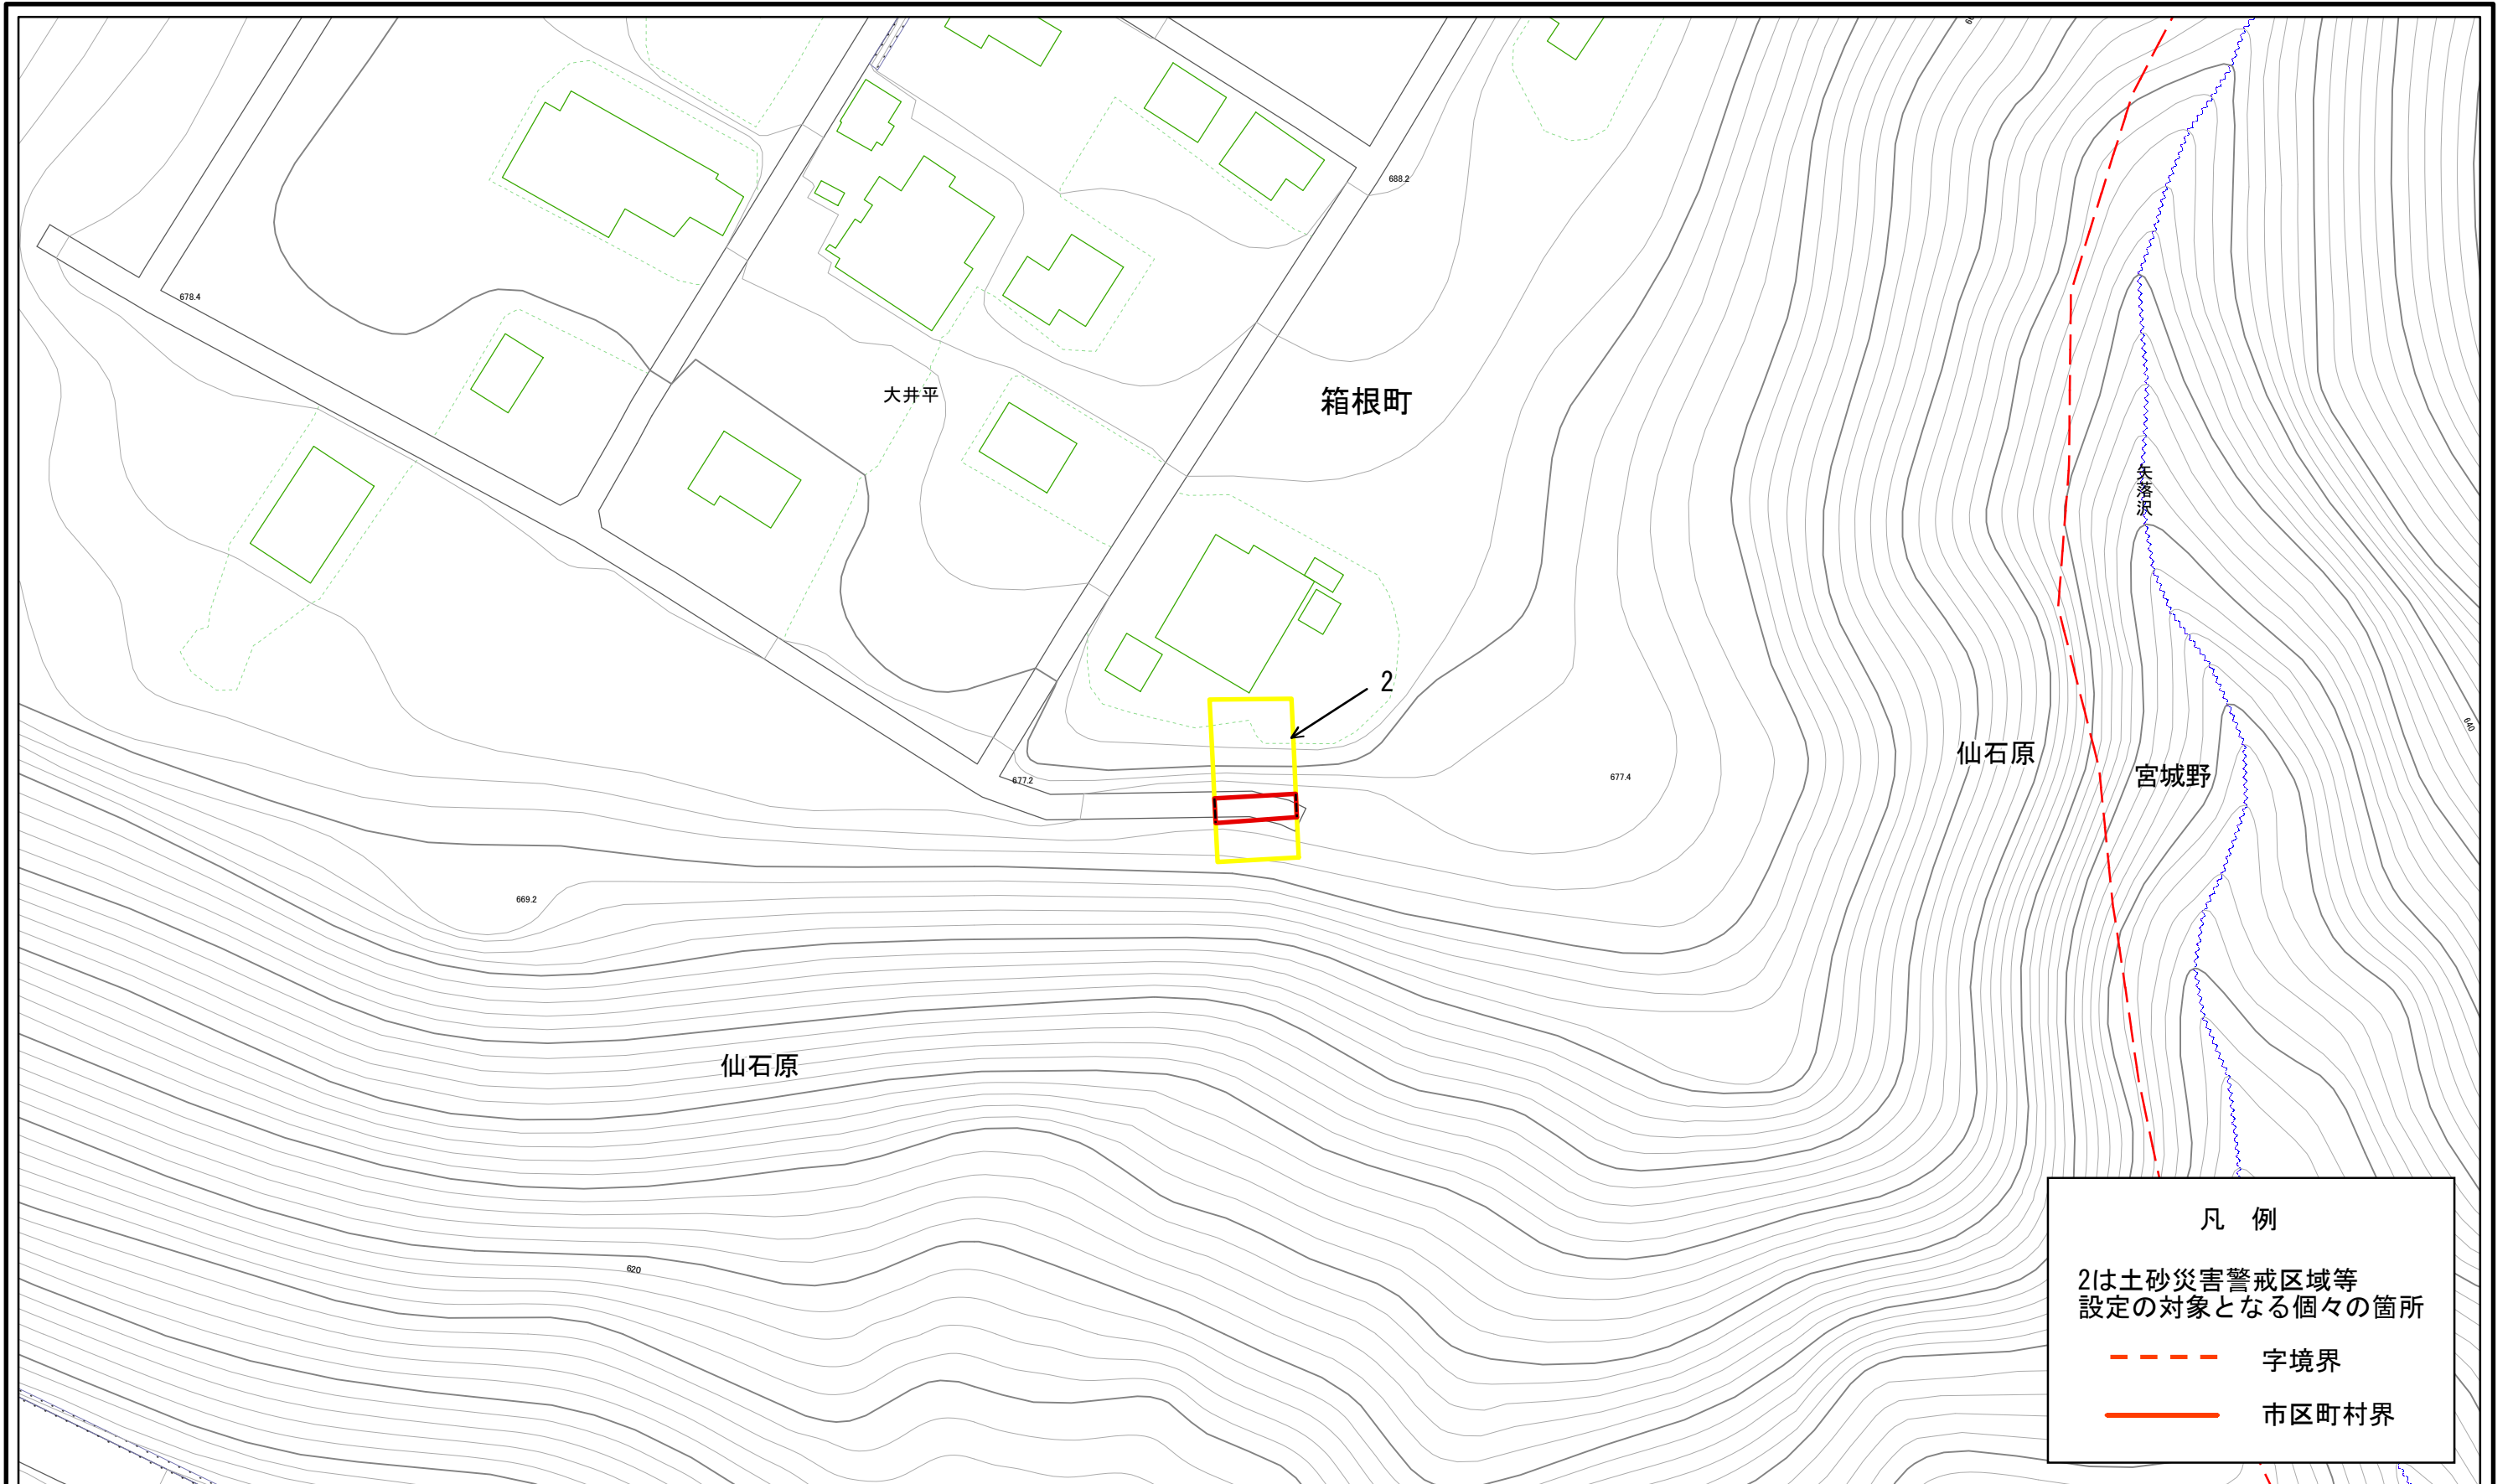 688.2
678.4
大井平
箱根町
矢落沢
2
640
仙石原
宮城野
677.2
677.4
669.2
仙石原
620
凡 例
2は土砂災害警戒区域等
設定の対象となる個々の箇所
字境界
市区町村界